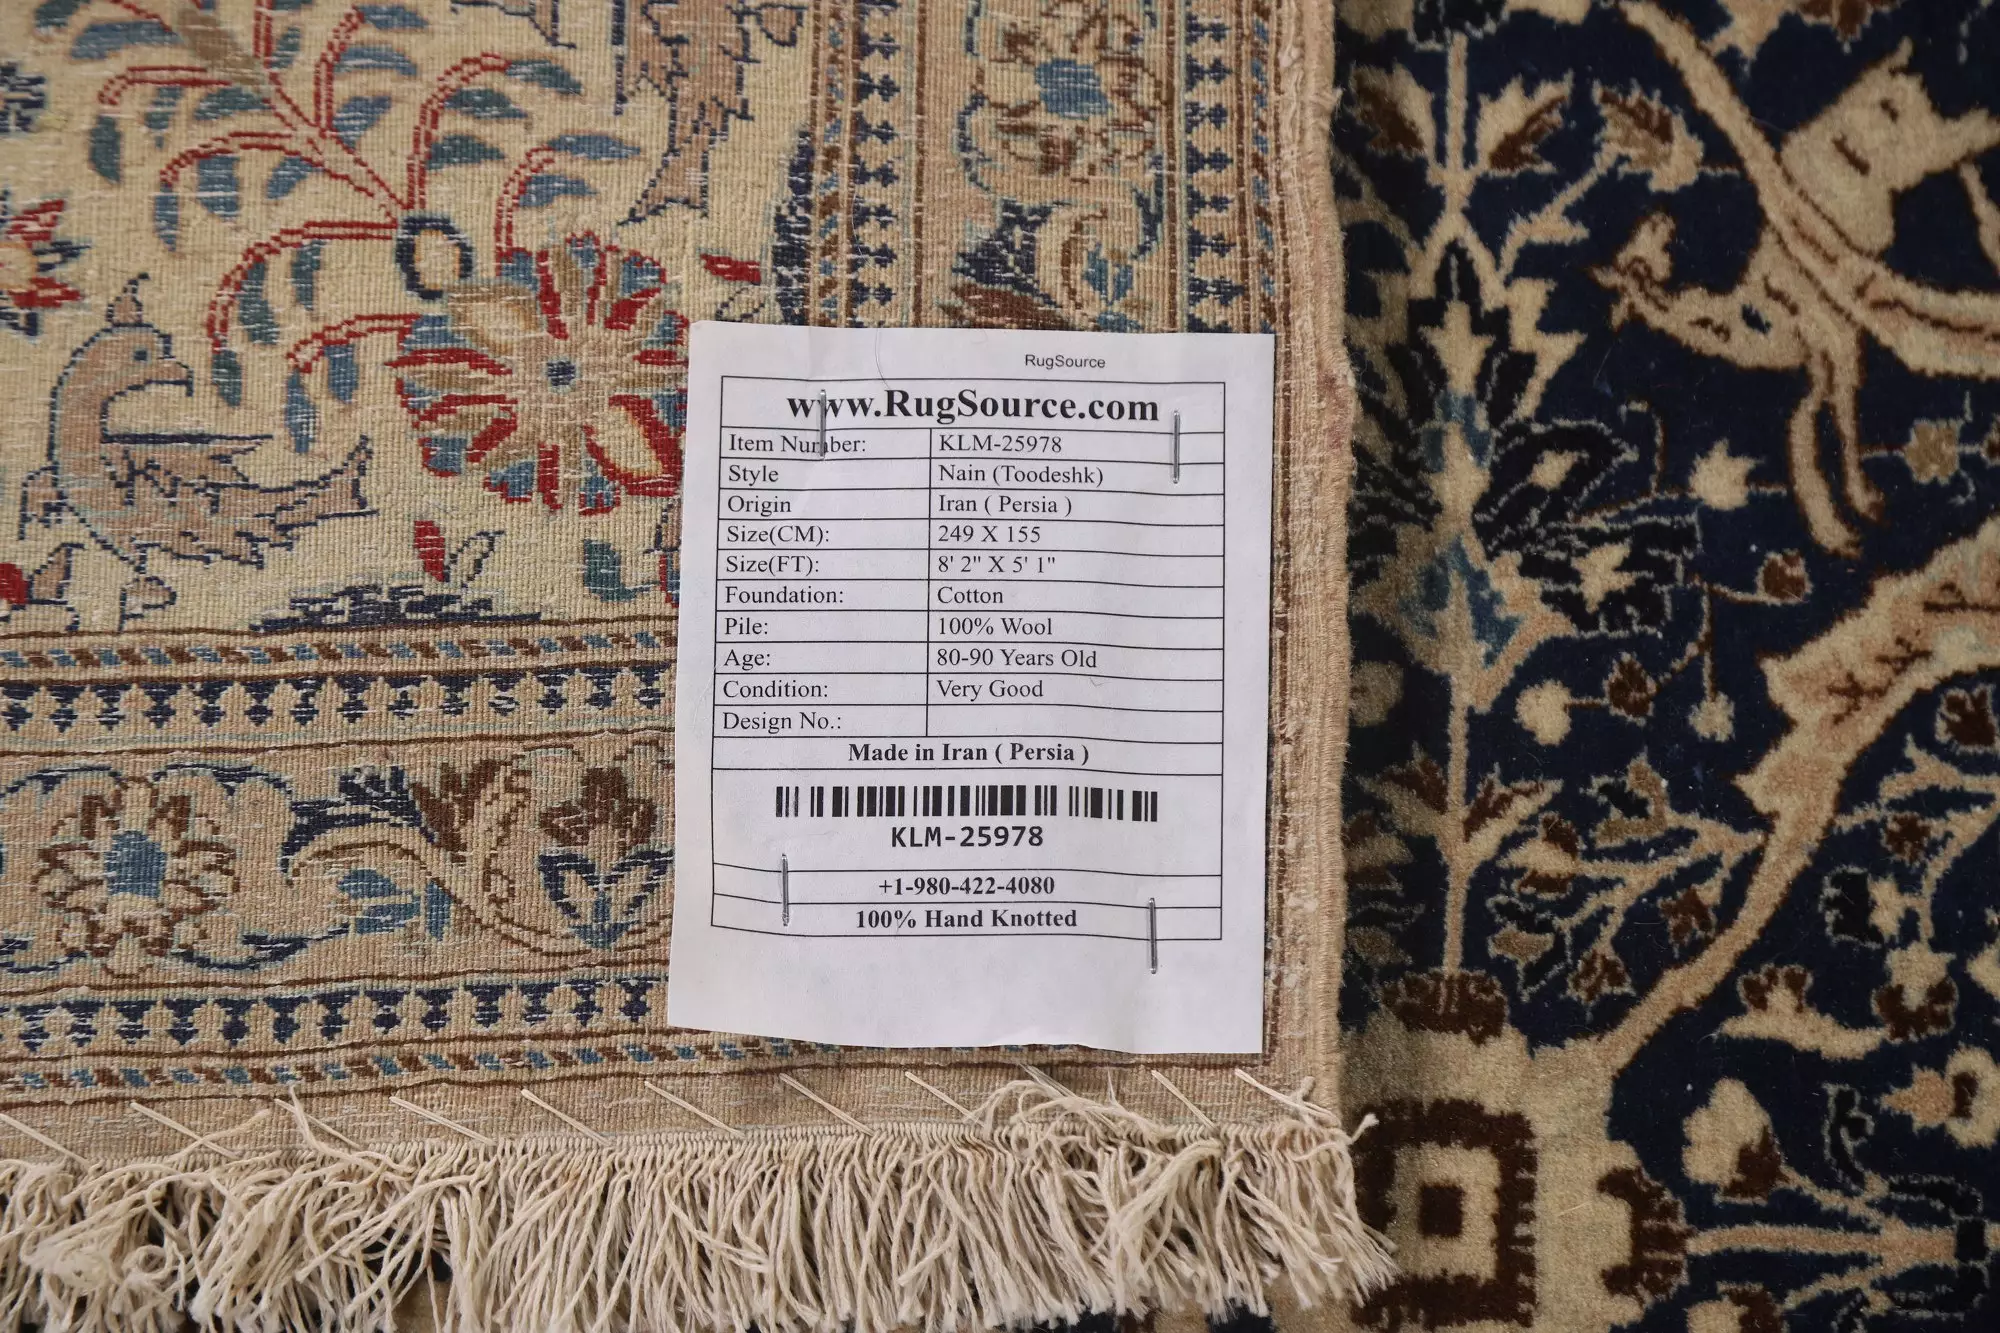 RugSource
www.RugSource.com
Item Number: KLM-25978
Style Nain (Toodeshk)
Origin Iran ( Persia )
Size(CM): 249 X 155
Size(FT): 8' 2" X 5' 1"
Foundation: Cotton
Pile: 100% Wool
Age: 80-90 Years Old
Condition: Very Good
Design No.:
Made in Iran ( Persia )
KLM-25978
+1-980-422-4080
100% Hand Knotted